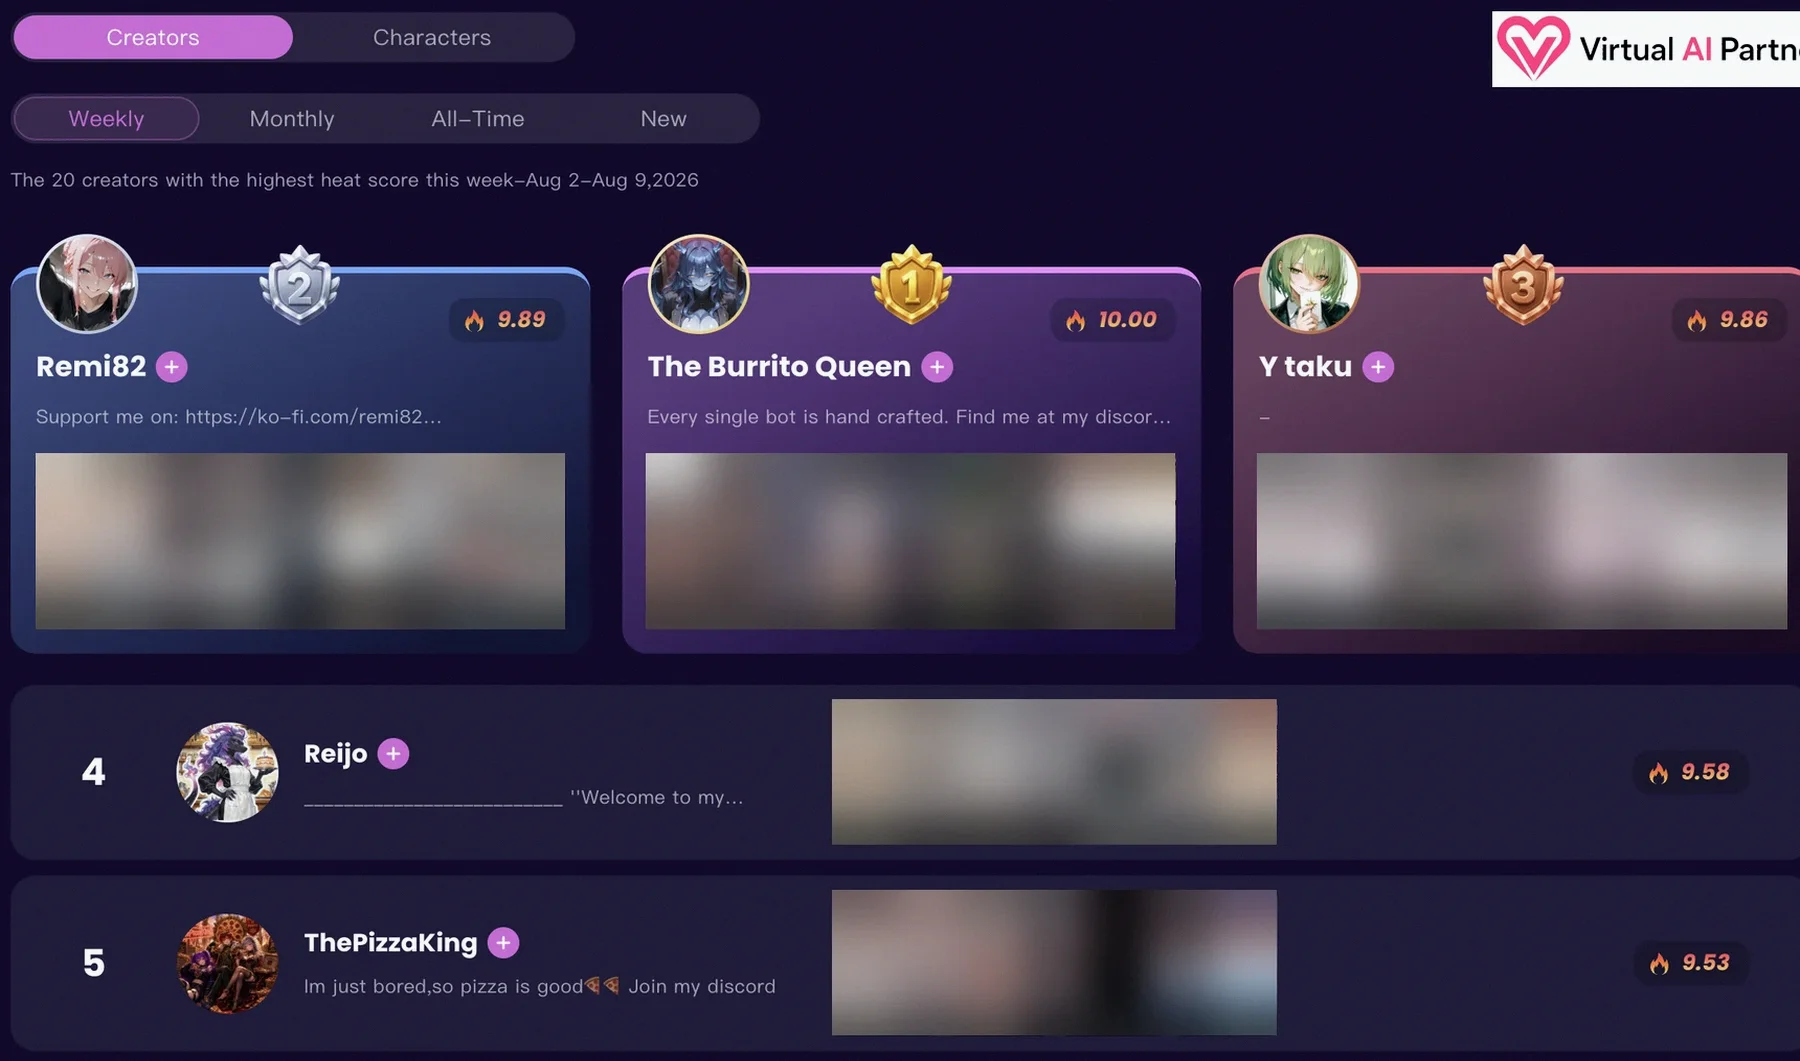 Creators
Characters
Virtual AI Partn
Weekly
Monthly
All-Time
New
The 20 creators with the highest heat score this week-Aug 2-Aug 9,2026
2
9.89
Remi82 +
Support me on: https://ko-fi.com/remi82...
1
10.00
The Burrito Queen +
Every single bot is hand crafted. Find me at my discor...
3
9.86
Y taku +
-
4
Reijo +
__________________________ ''Welcome to my...
9.58
5
ThePizzaKing +
Im just bored,so pizza is good🍕🍕 Join my discord
9.53